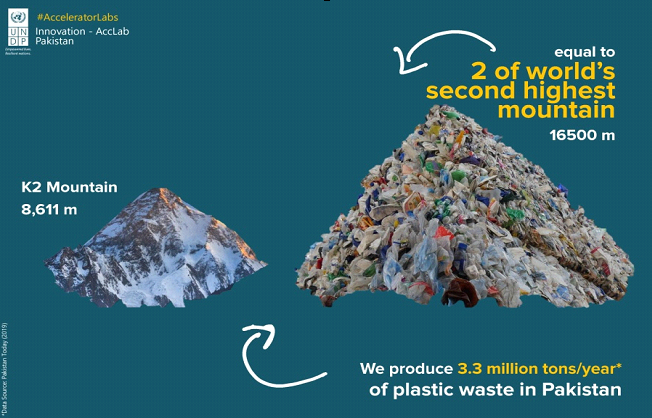 #AcceleratorLabs
Innovation - AccLab
Pakistan
U N
D P
equal to
2 of world's
second highest
mountain
16500 m
K2 Mountain
8,611 m
We produce 3.3 million tons/year*
of plastic waste in Pakistan
*Data Source: Pakistan Today (2019)